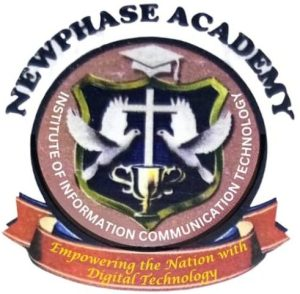 NEWPHASE ACADEMY
INSTITUTE OF INFORMATION COMMUNICATION TECHNOLOGY
Empowering the Nation with
Digital Technology